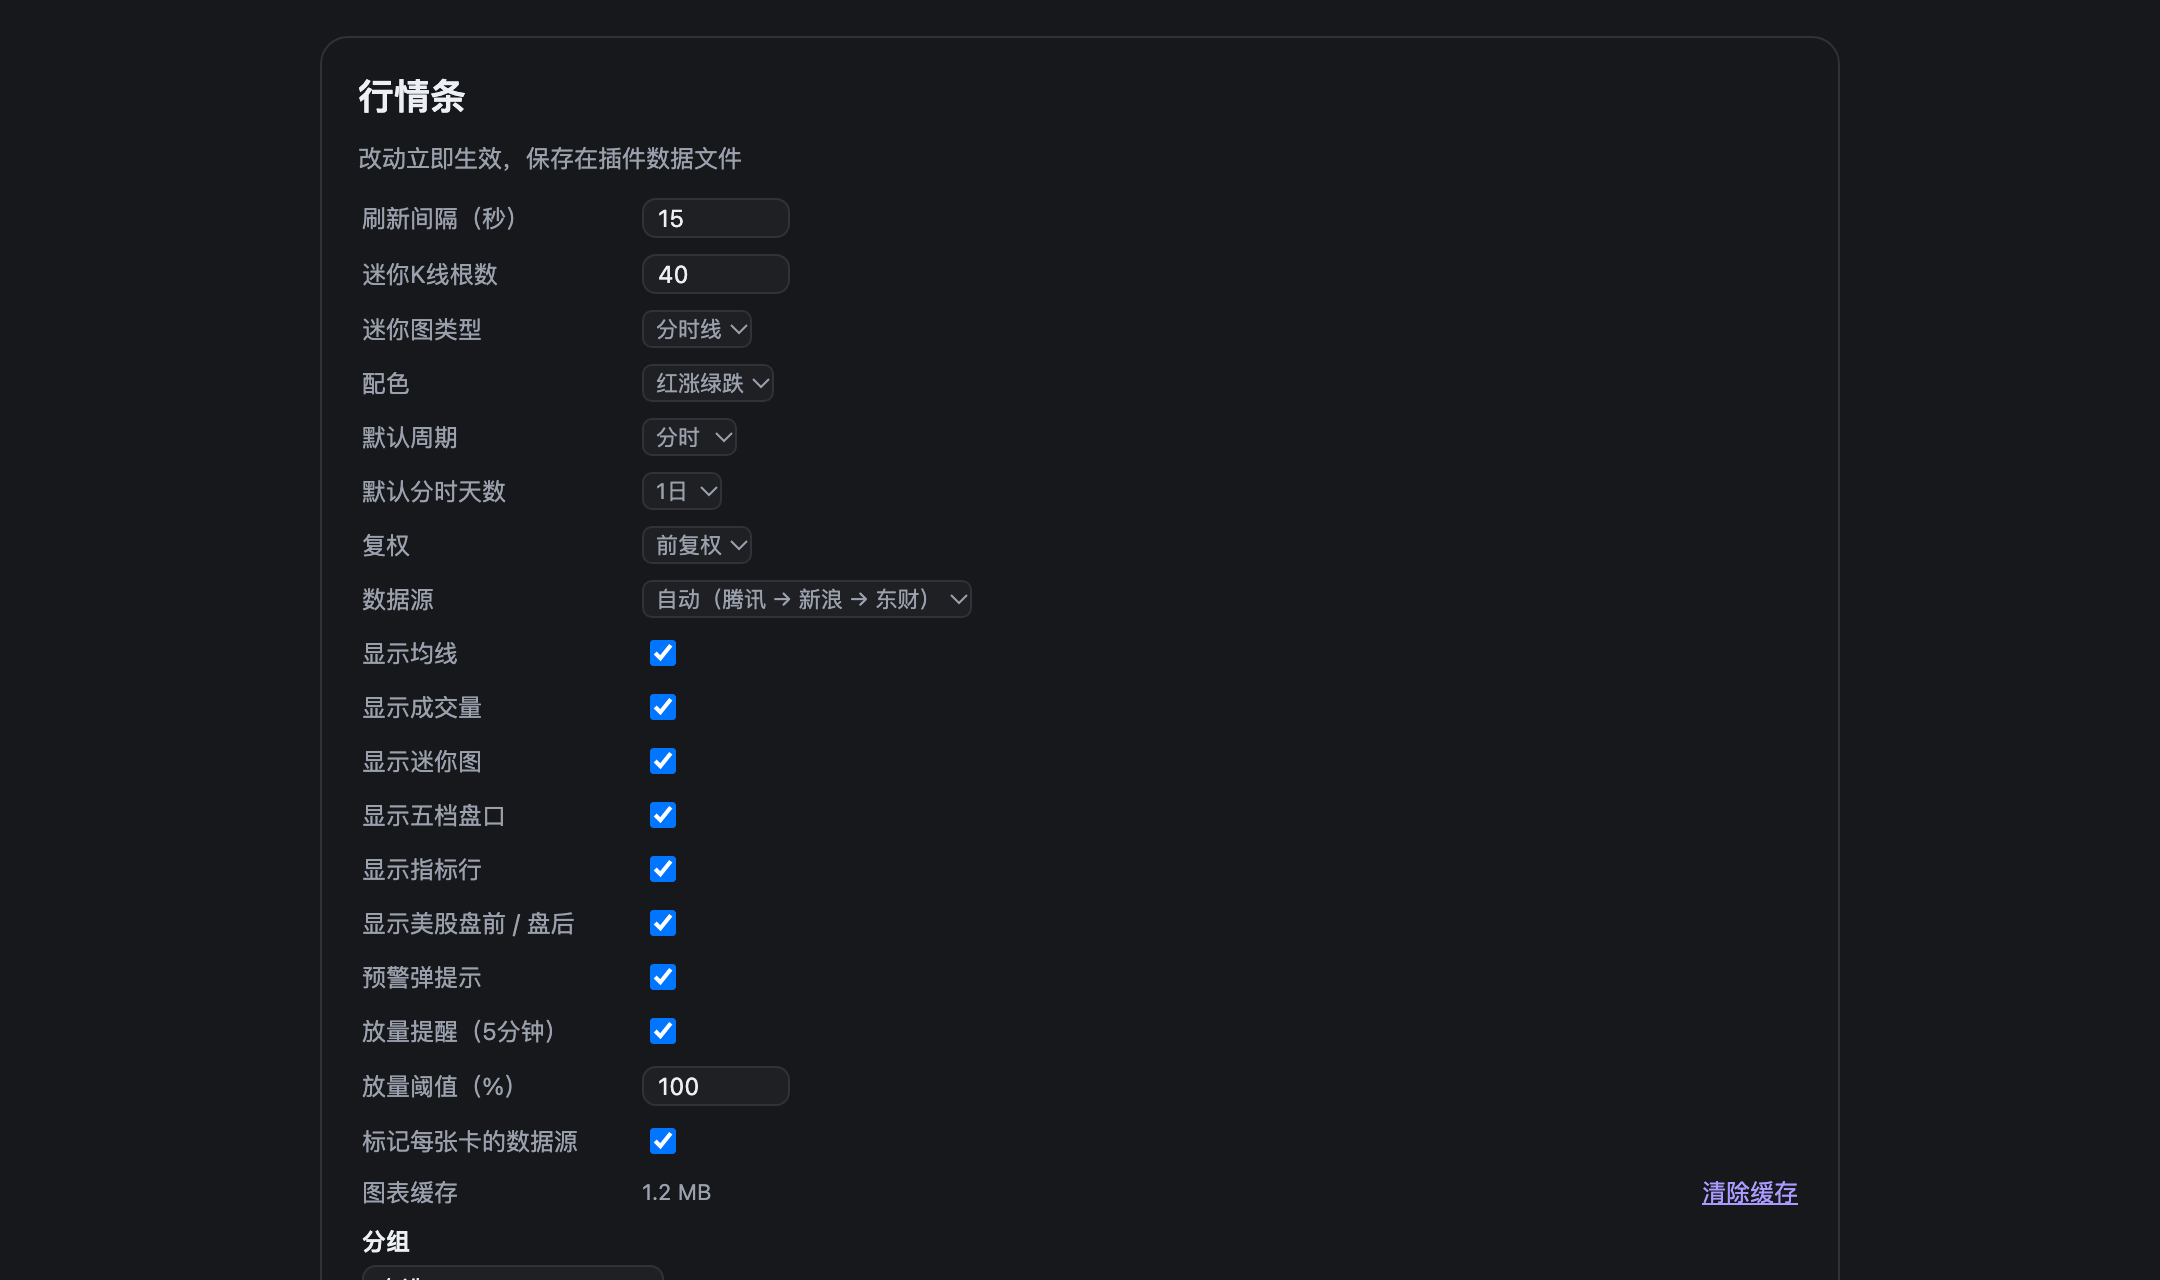 行情条
改动立即生效，保存在插件数据文件
刷新间隔（秒） 15
迷你K线根数 40
迷你图类型 分时线
配色 红涨绿跌
默认周期 分时
默认分时天数 1日
复权 前复权
数据源 自动（腾讯 → 新浪 → 东财）
显示均线
显示成交量
显示迷你图
显示五档盘口
显示指标行
显示美股盘前 / 盘后
预警弹提示
放量提醒（5分钟）
放量阈值（%） 100
标记每张卡的数据源
图表缓存 1.2 MB 清除缓存
分组